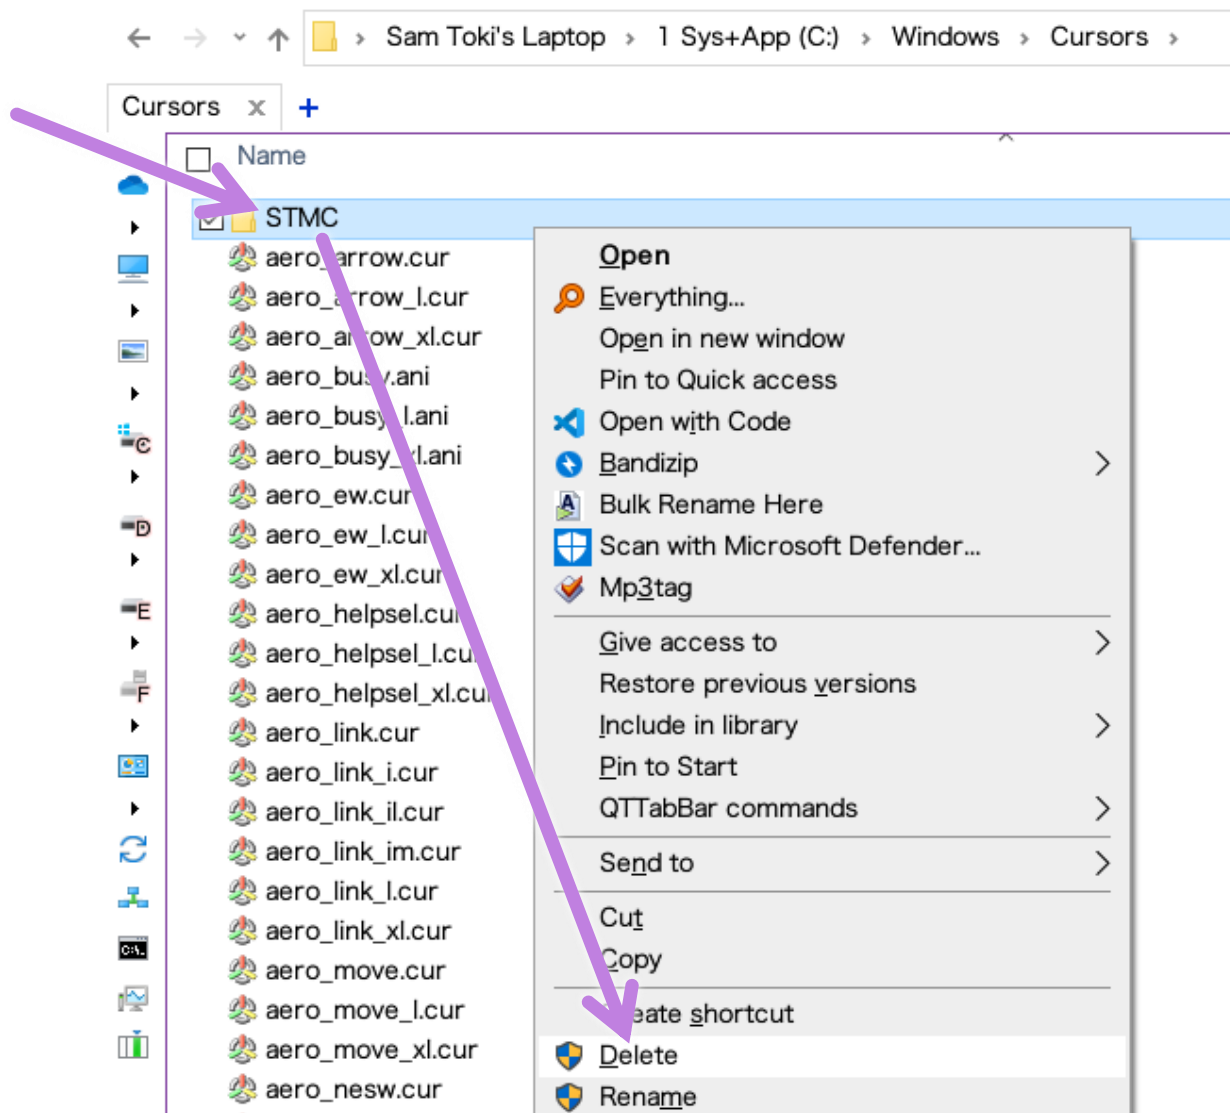 Sam Toki's Laptop › 1 Sys+App (C:) › Windows › Cursors ›
Cursors x +
Name
STMC
aero_arrow.cur
aero_arrow_l.cur
aero_arrow_xl.cur
aero_busy.ani
aero_busy_l.ani
aero_busy_xl.ani
aero_ew.cur
aero_ew_l.cur
aero_ew_xl.cur
aero_helpsel.cur
aero_helpsel_l.cur
aero_helpsel_xl.cur
aero_link.cur
aero_link_i.cur
aero_link_il.cur
aero_link_im.cur
aero_link_l.cur
aero_link_xl.cur
aero_move.cur
aero_move_l.cur
aero_move_xl.cur
aero_nesw.cur
Open
Everything...
Open in new window
Pin to Quick access
Open with Code
Bandizip
Bulk Rename Here
Scan with Microsoft Defender...
Mp3tag
Give access to
Restore previous versions
Include in library
Pin to Start
QTTabBar commands
Send to
Cut
Copy
Create shortcut
Delete
Rename
C
D
E
F
C:\.